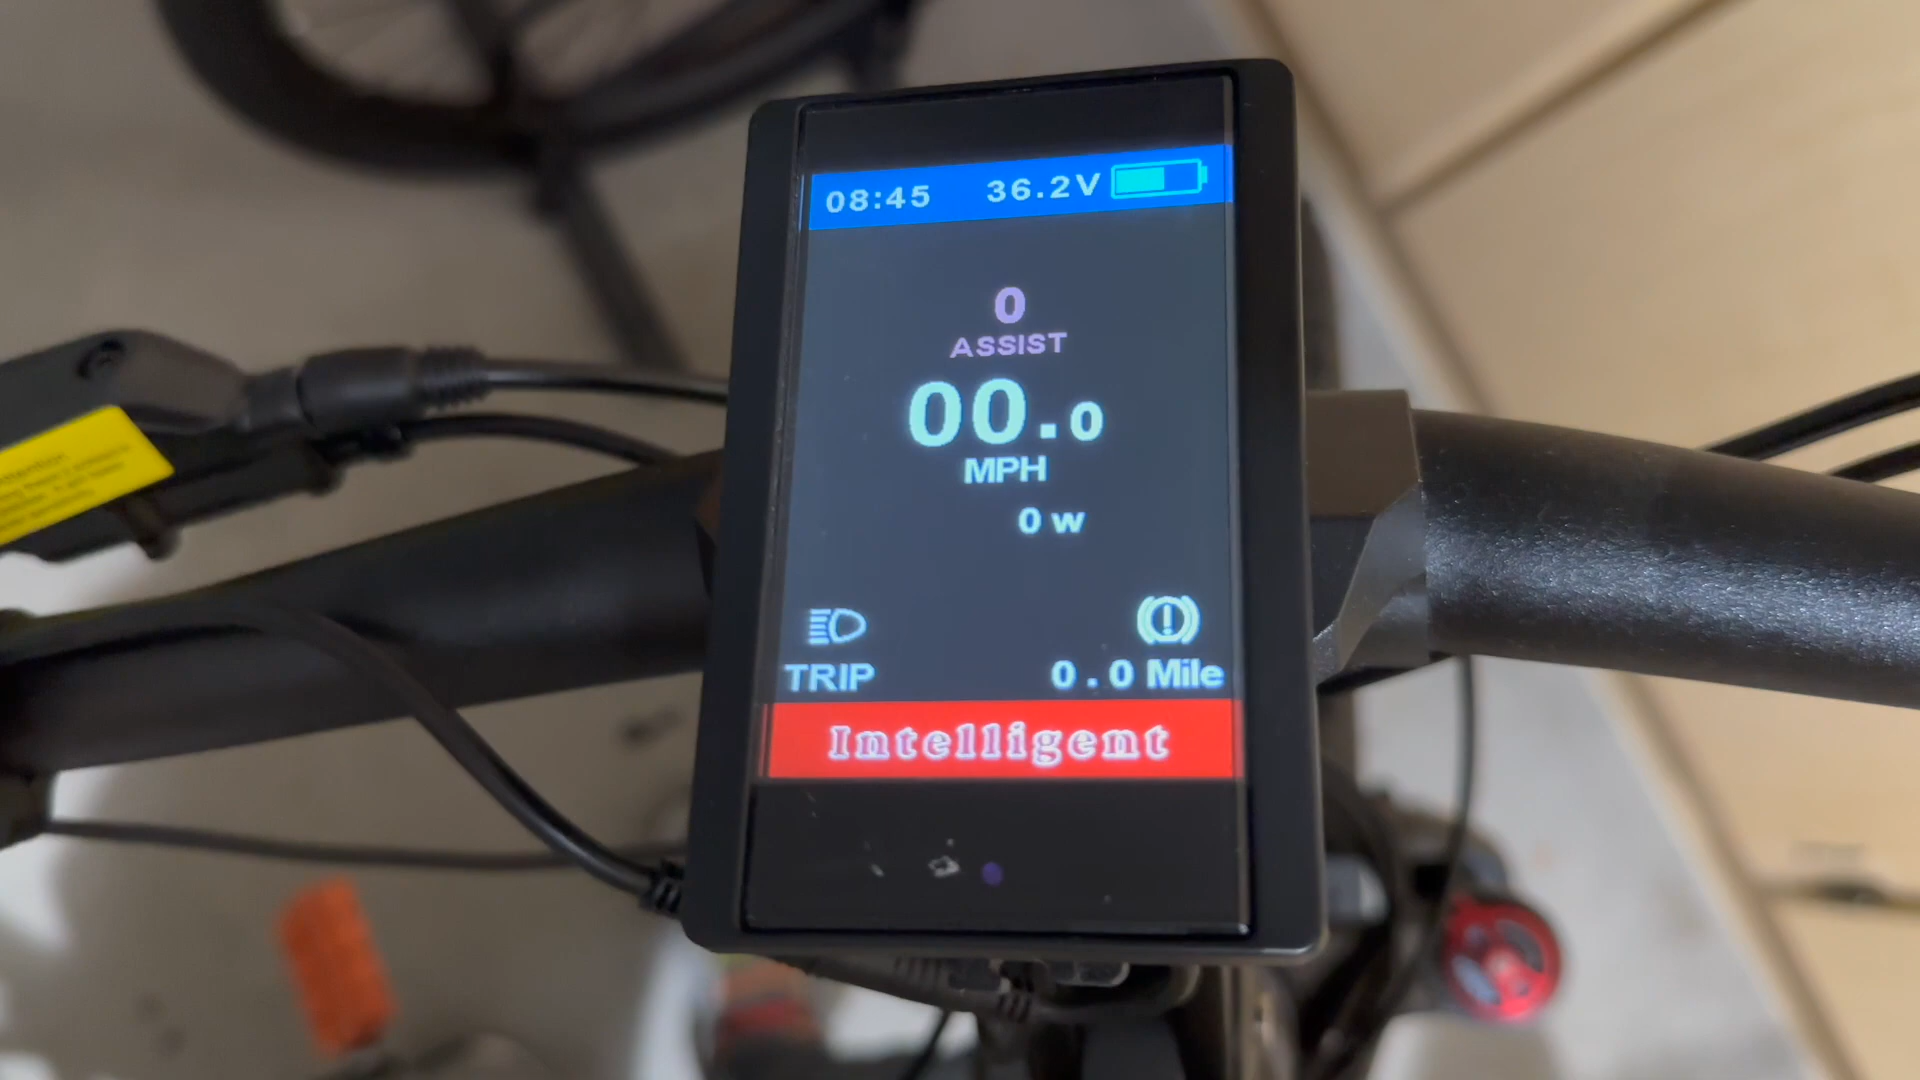 08:45 36.2V
0
ASSIST
00.0
MPH
0 w
TRIP 0.0 Mile
Intelligent